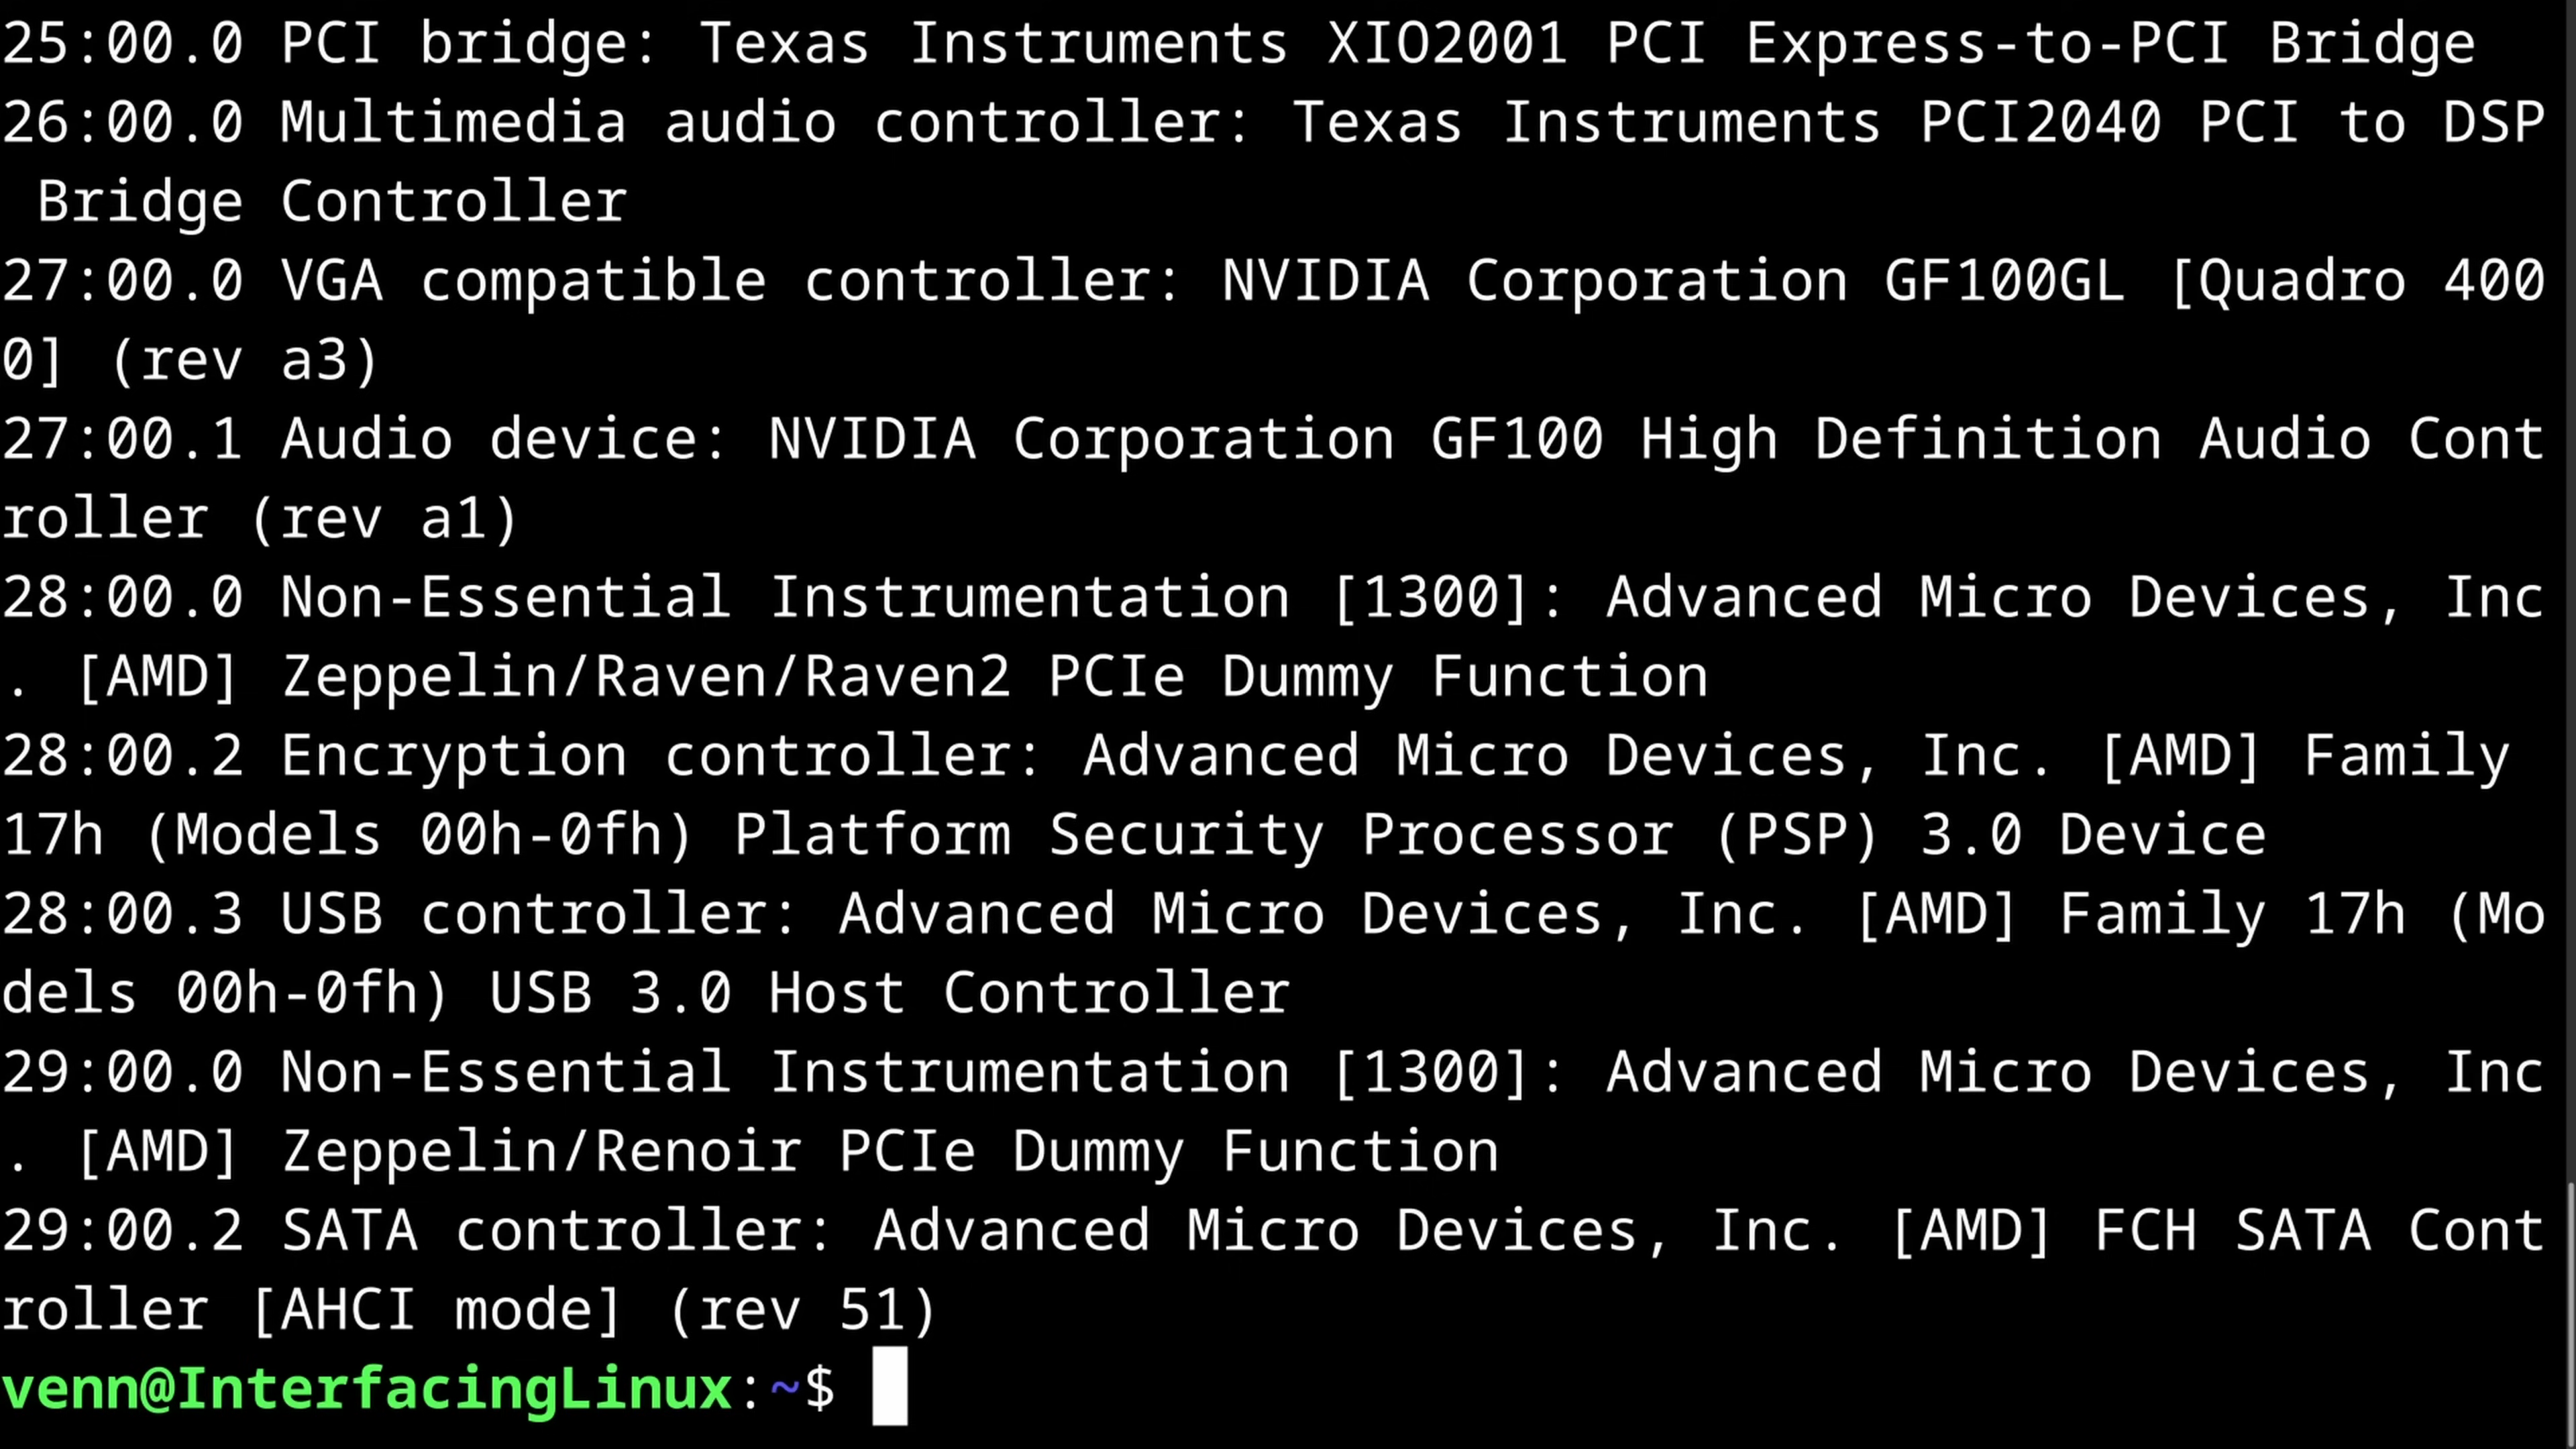 25:00.0 PCI bridge: Texas Instruments XIO2001 PCI Express-to-PCI Bridge
26:00.0 Multimedia audio controller: Texas Instruments PCI2040 PCI to DSP
 Bridge Controller
27:00.0 VGA compatible controller: NVIDIA Corporation GF100GL [Quadro 400
0] (rev a3)
27:00.1 Audio device: NVIDIA Corporation GF100 High Definition Audio Cont
roller (rev a1)
28:00.0 Non-Essential Instrumentation [1300]: Advanced Micro Devices, Inc
. [AMD] Zeppelin/Raven/Raven2 PCIe Dummy Function
28:00.2 Encryption controller: Advanced Micro Devices, Inc. [AMD] Family
17h (Models 00h-0fh) Platform Security Processor (PSP) 3.0 Device
28:00.3 USB controller: Advanced Micro Devices, Inc. [AMD] Family 17h (Mo
dels 00h-0fh) USB 3.0 Host Controller
29:00.0 Non-Essential Instrumentation [1300]: Advanced Micro Devices, Inc
. [AMD] Zeppelin/Renoir PCIe Dummy Function
29:00.2 SATA controller: Advanced Micro Devices, Inc. [AMD] FCH SATA Cont
roller [AHCI mode] (rev 51)
venn@InterfacingLinux:~$